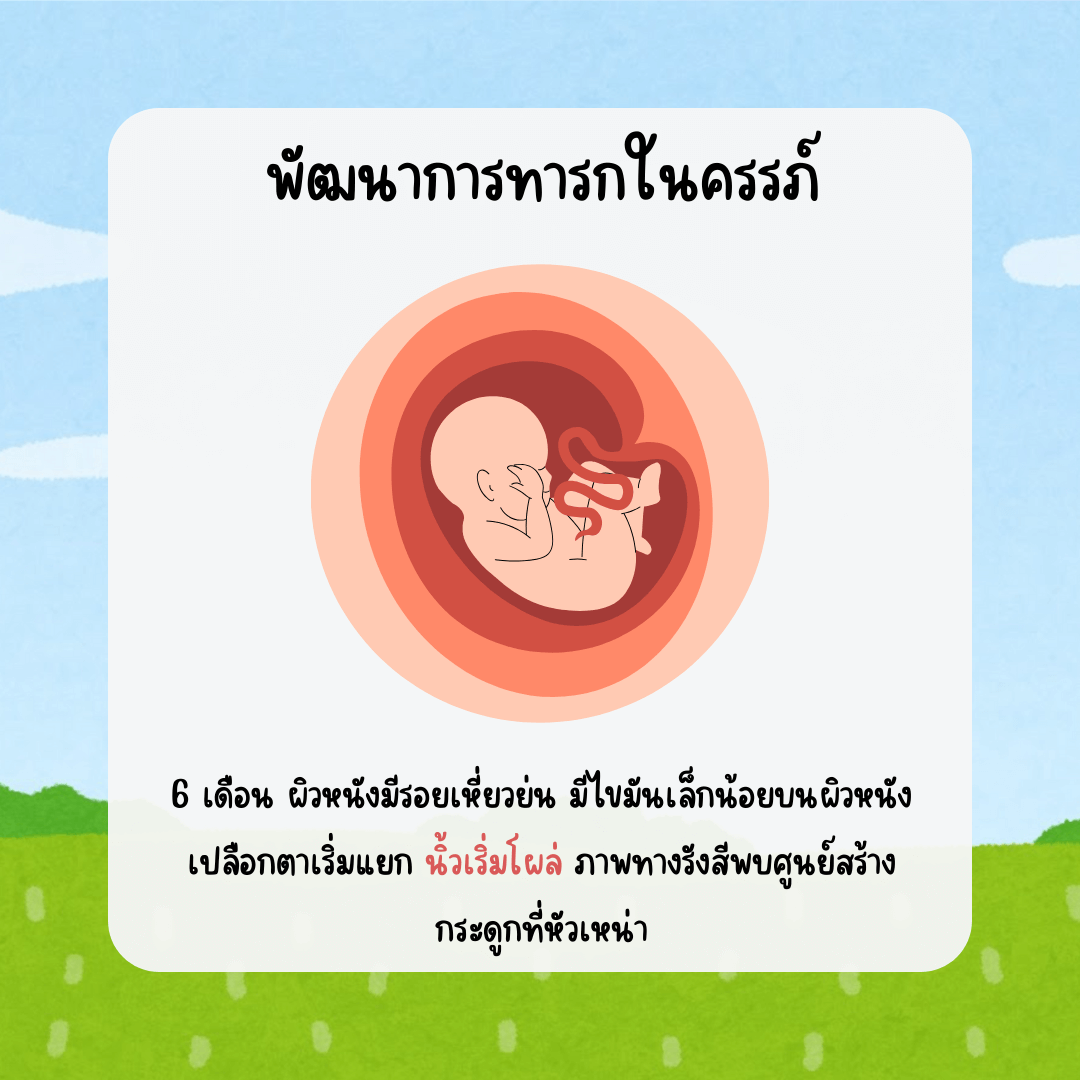 พัฒนาการทารกในครรภ์
6 เดือน ผิวหนังมีรอยเหี่ยวย่น มีไขมันเล็กน้อยบนผิวหนัง
เปลือกตาเริ่มแยก นิ้วเริ่มโผล่ ภาพทางรังสีพบศูนย์สร้าง
กระดูกที่หัวเหน่า